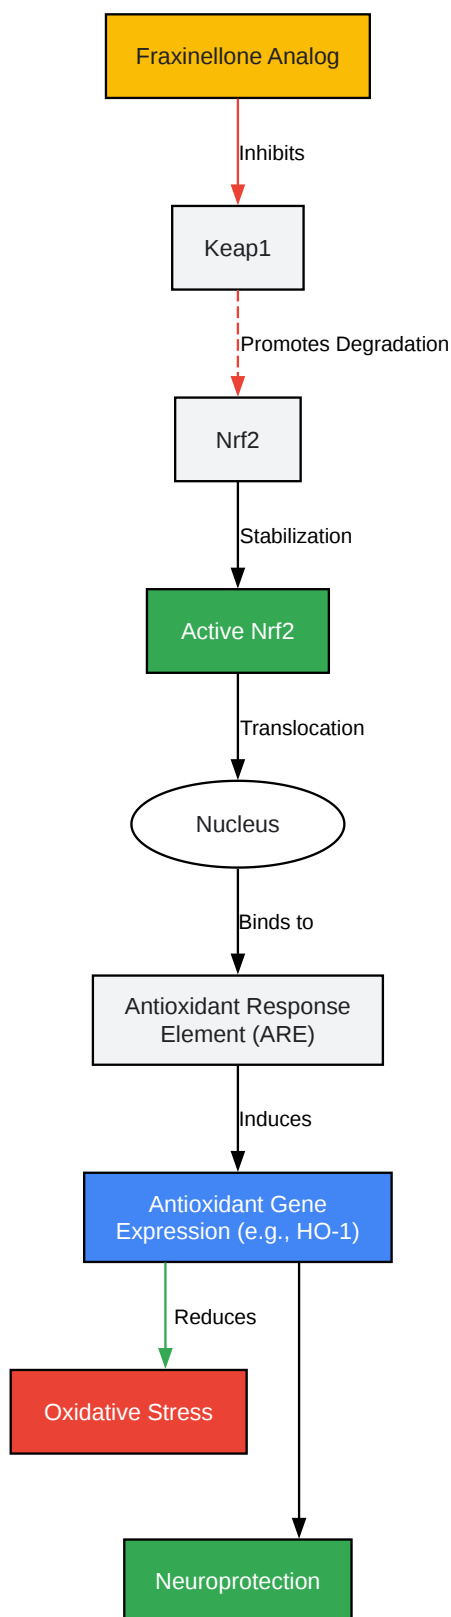 Fraxinellone Analog
Inhibits
Keap1
Promotes Degradation
Nrf2
Stabilization
Active Nrf2
Translocation
Nucleus
Binds to
Antioxidant Response
Element (ARE)
Induces
Antioxidant Gene
Expression (e.g., HO-1)
Reduces
Oxidative Stress
Neuroprotection